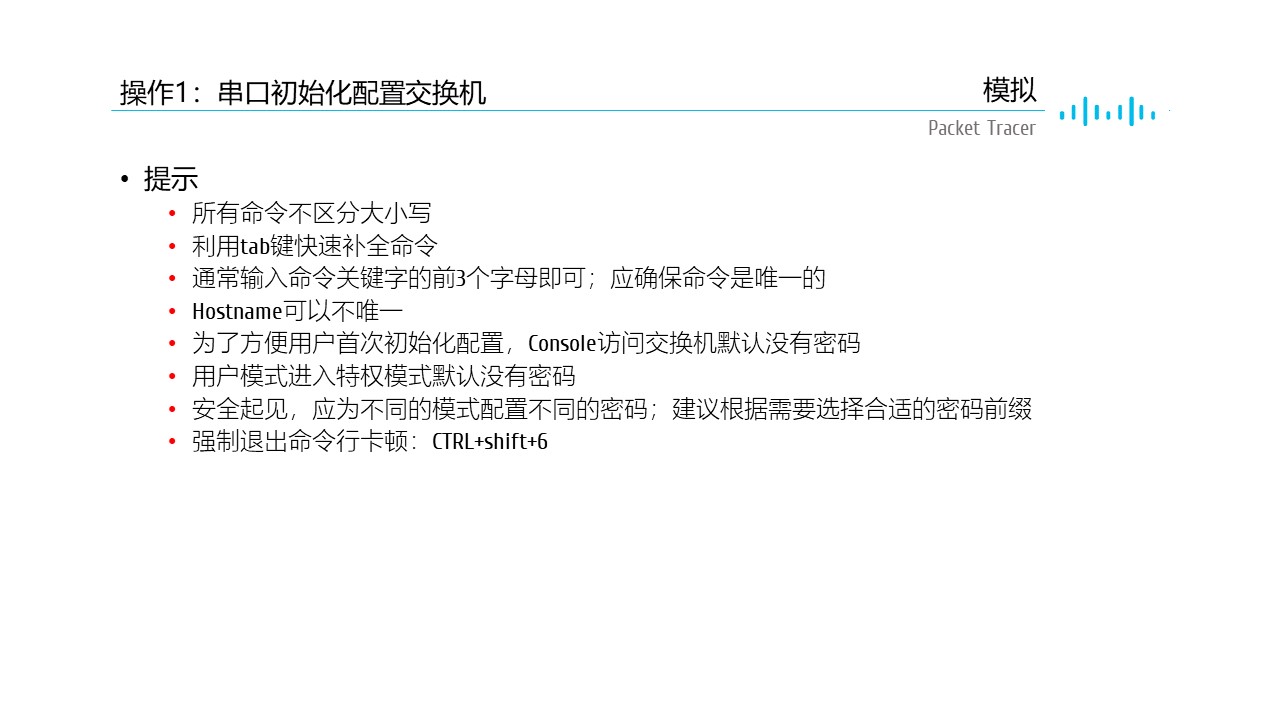 操作1：串口初始化配置交换机
模拟
Packet Tracer
• 提示
• 所有命令不区分大小写
• 利用tab键快速补全命令
• 通常输入命令关键字的前3个字母即可；应确保命令是唯一的
• Hostname可以不唯一
• 为了方便用户首次初始化配置，Console访问交换机默认没有密码
• 用户模式进入特权模式默认没有密码
• 安全起见，应为不同的模式配置不同的密码；建议根据需要选择合适的密码前缀
• 强制退出命令行卡顿：CTRL+shift+6